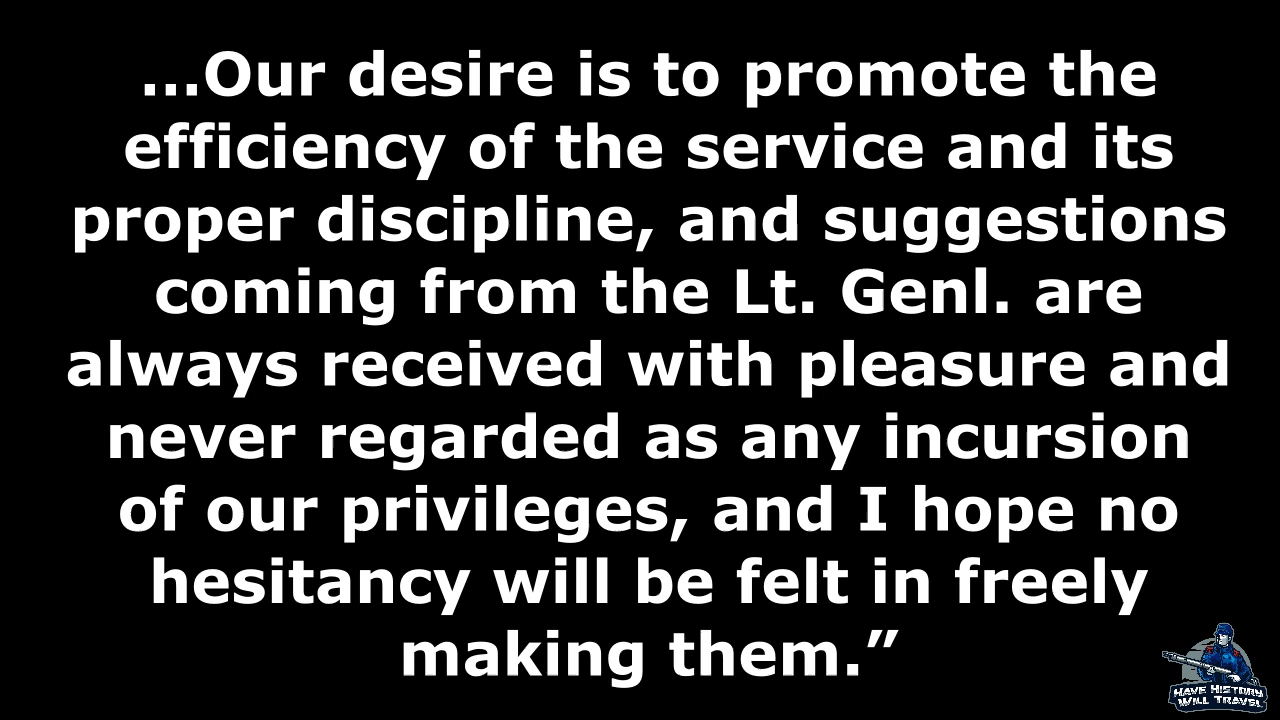 ...Our desire is to promote the
efficiency of the service and its
proper discipline, and suggestions
coming from the Lt. Genl. are
always received with pleasure and
never regarded as any incursion
of our privileges, and I hope no
hesitancy will be felt in freely
making them.”
HAVE HISTORY
WILL TRAVEL